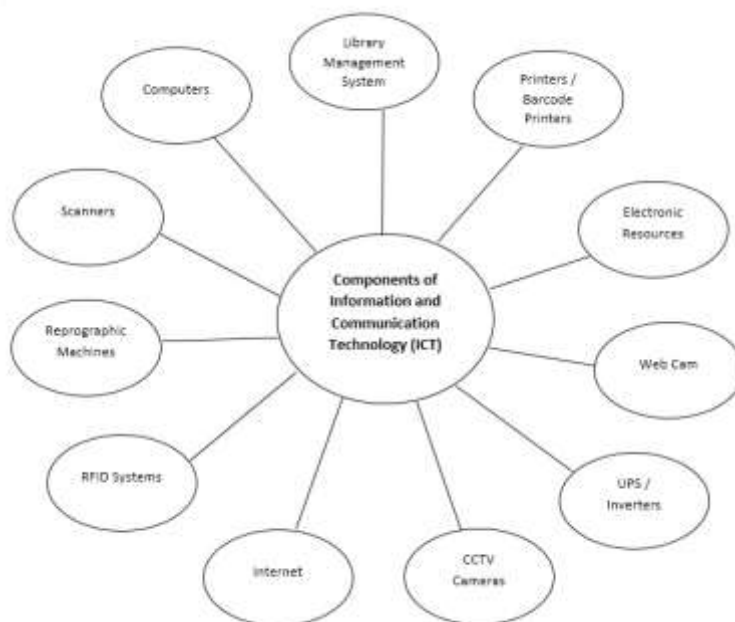 Library
Management
System
Printers /
Barcode
Printers
Computers
Electronic
Resources
Scanners
Components of
Information and
Communication
Technology (ICT)
Reprographic
Machines
Web Cam
RFID Systems
UPS /
Inverters
Internet
CCTV
Cameras